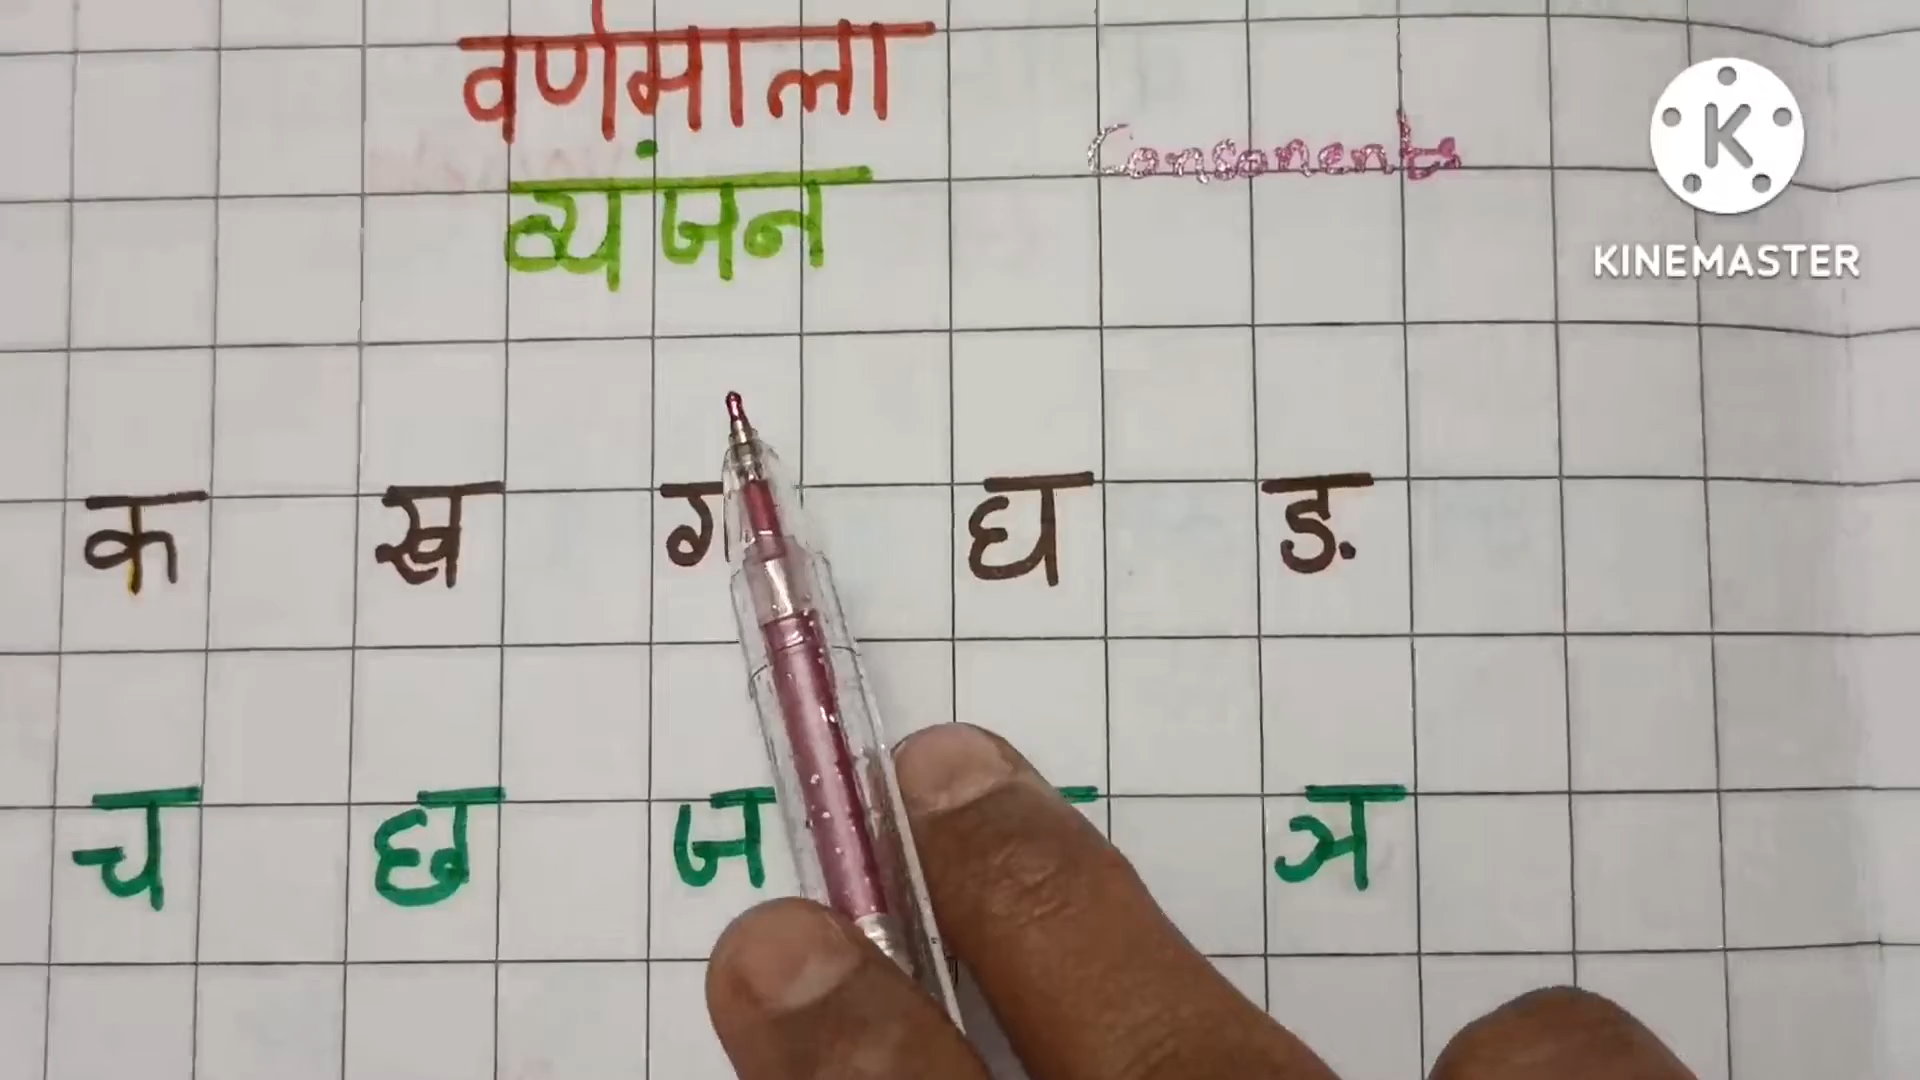 वर्णमाला
Consonents
व्यंजन
KINEMASTER
क ख ग घ ङ
च छ ज ञ